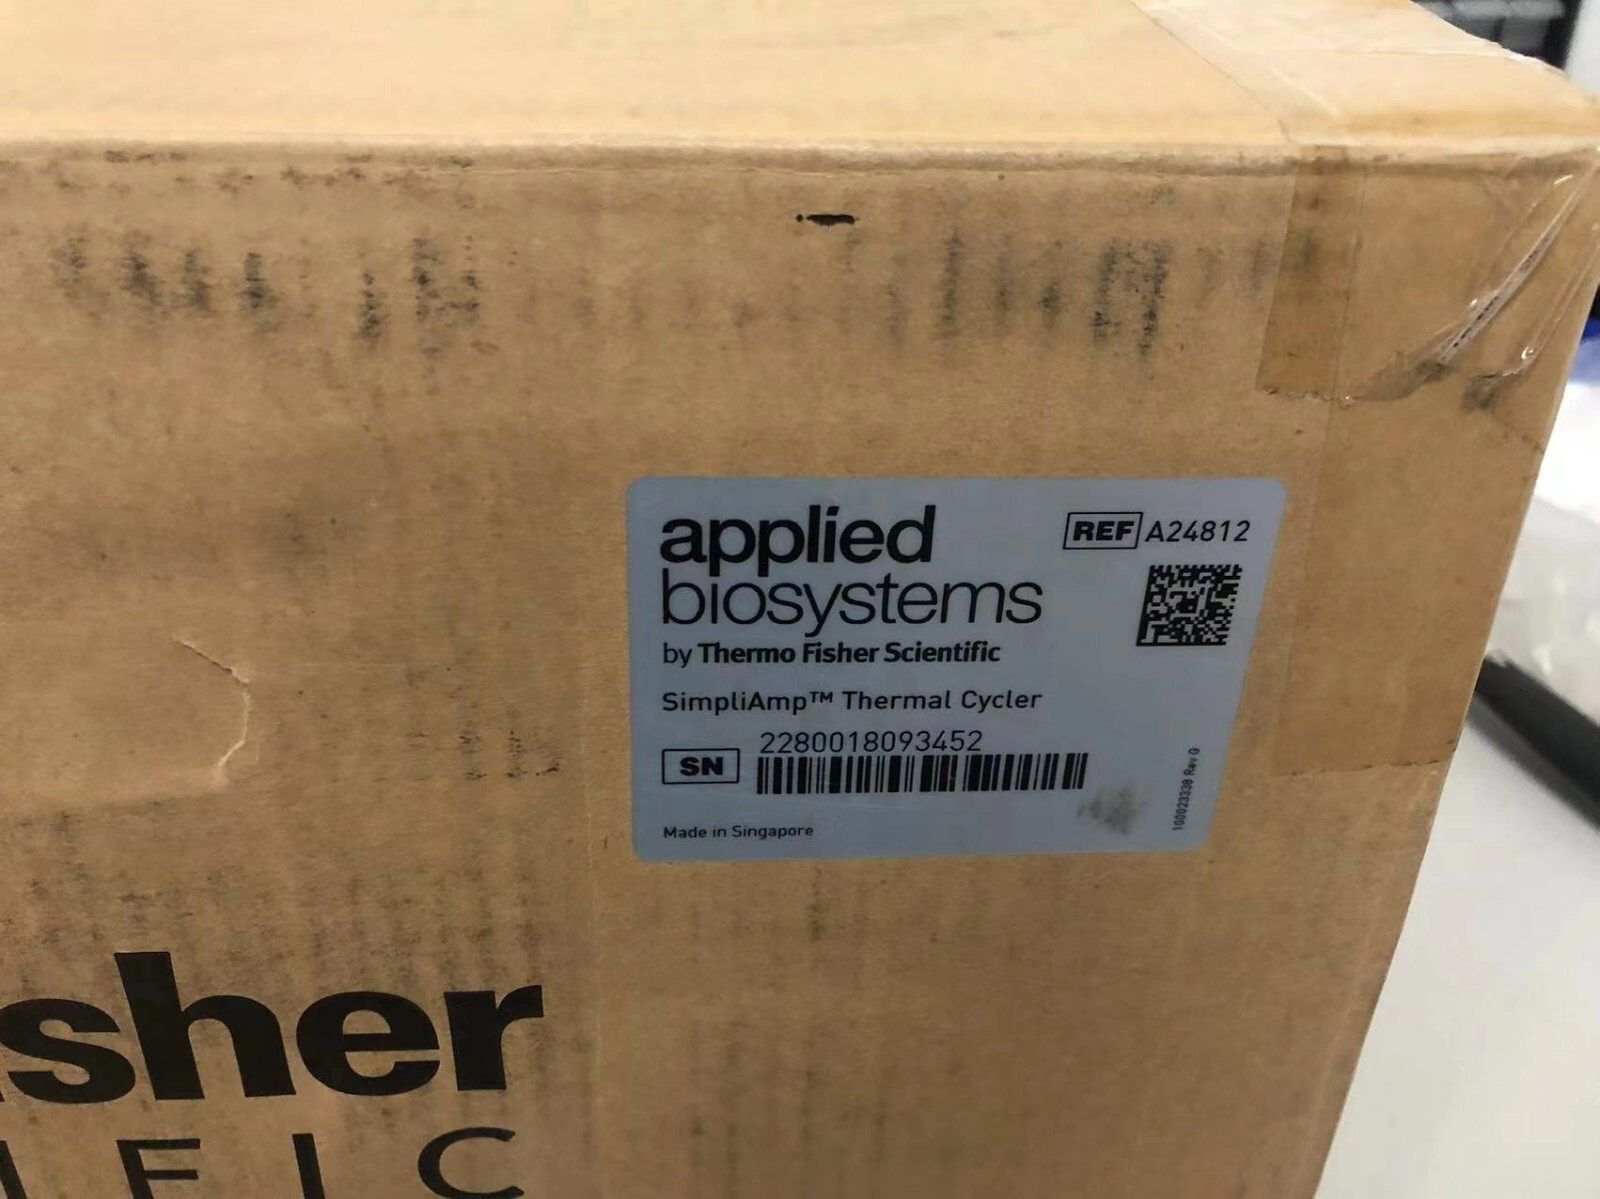 applied
biosystems
by Thermo Fisher Scientific
REF A24812
SimpliAmp™ Thermal Cycler
SN 2280018093452
Made in Singapore
100023338 Rev G
sher
IFIC